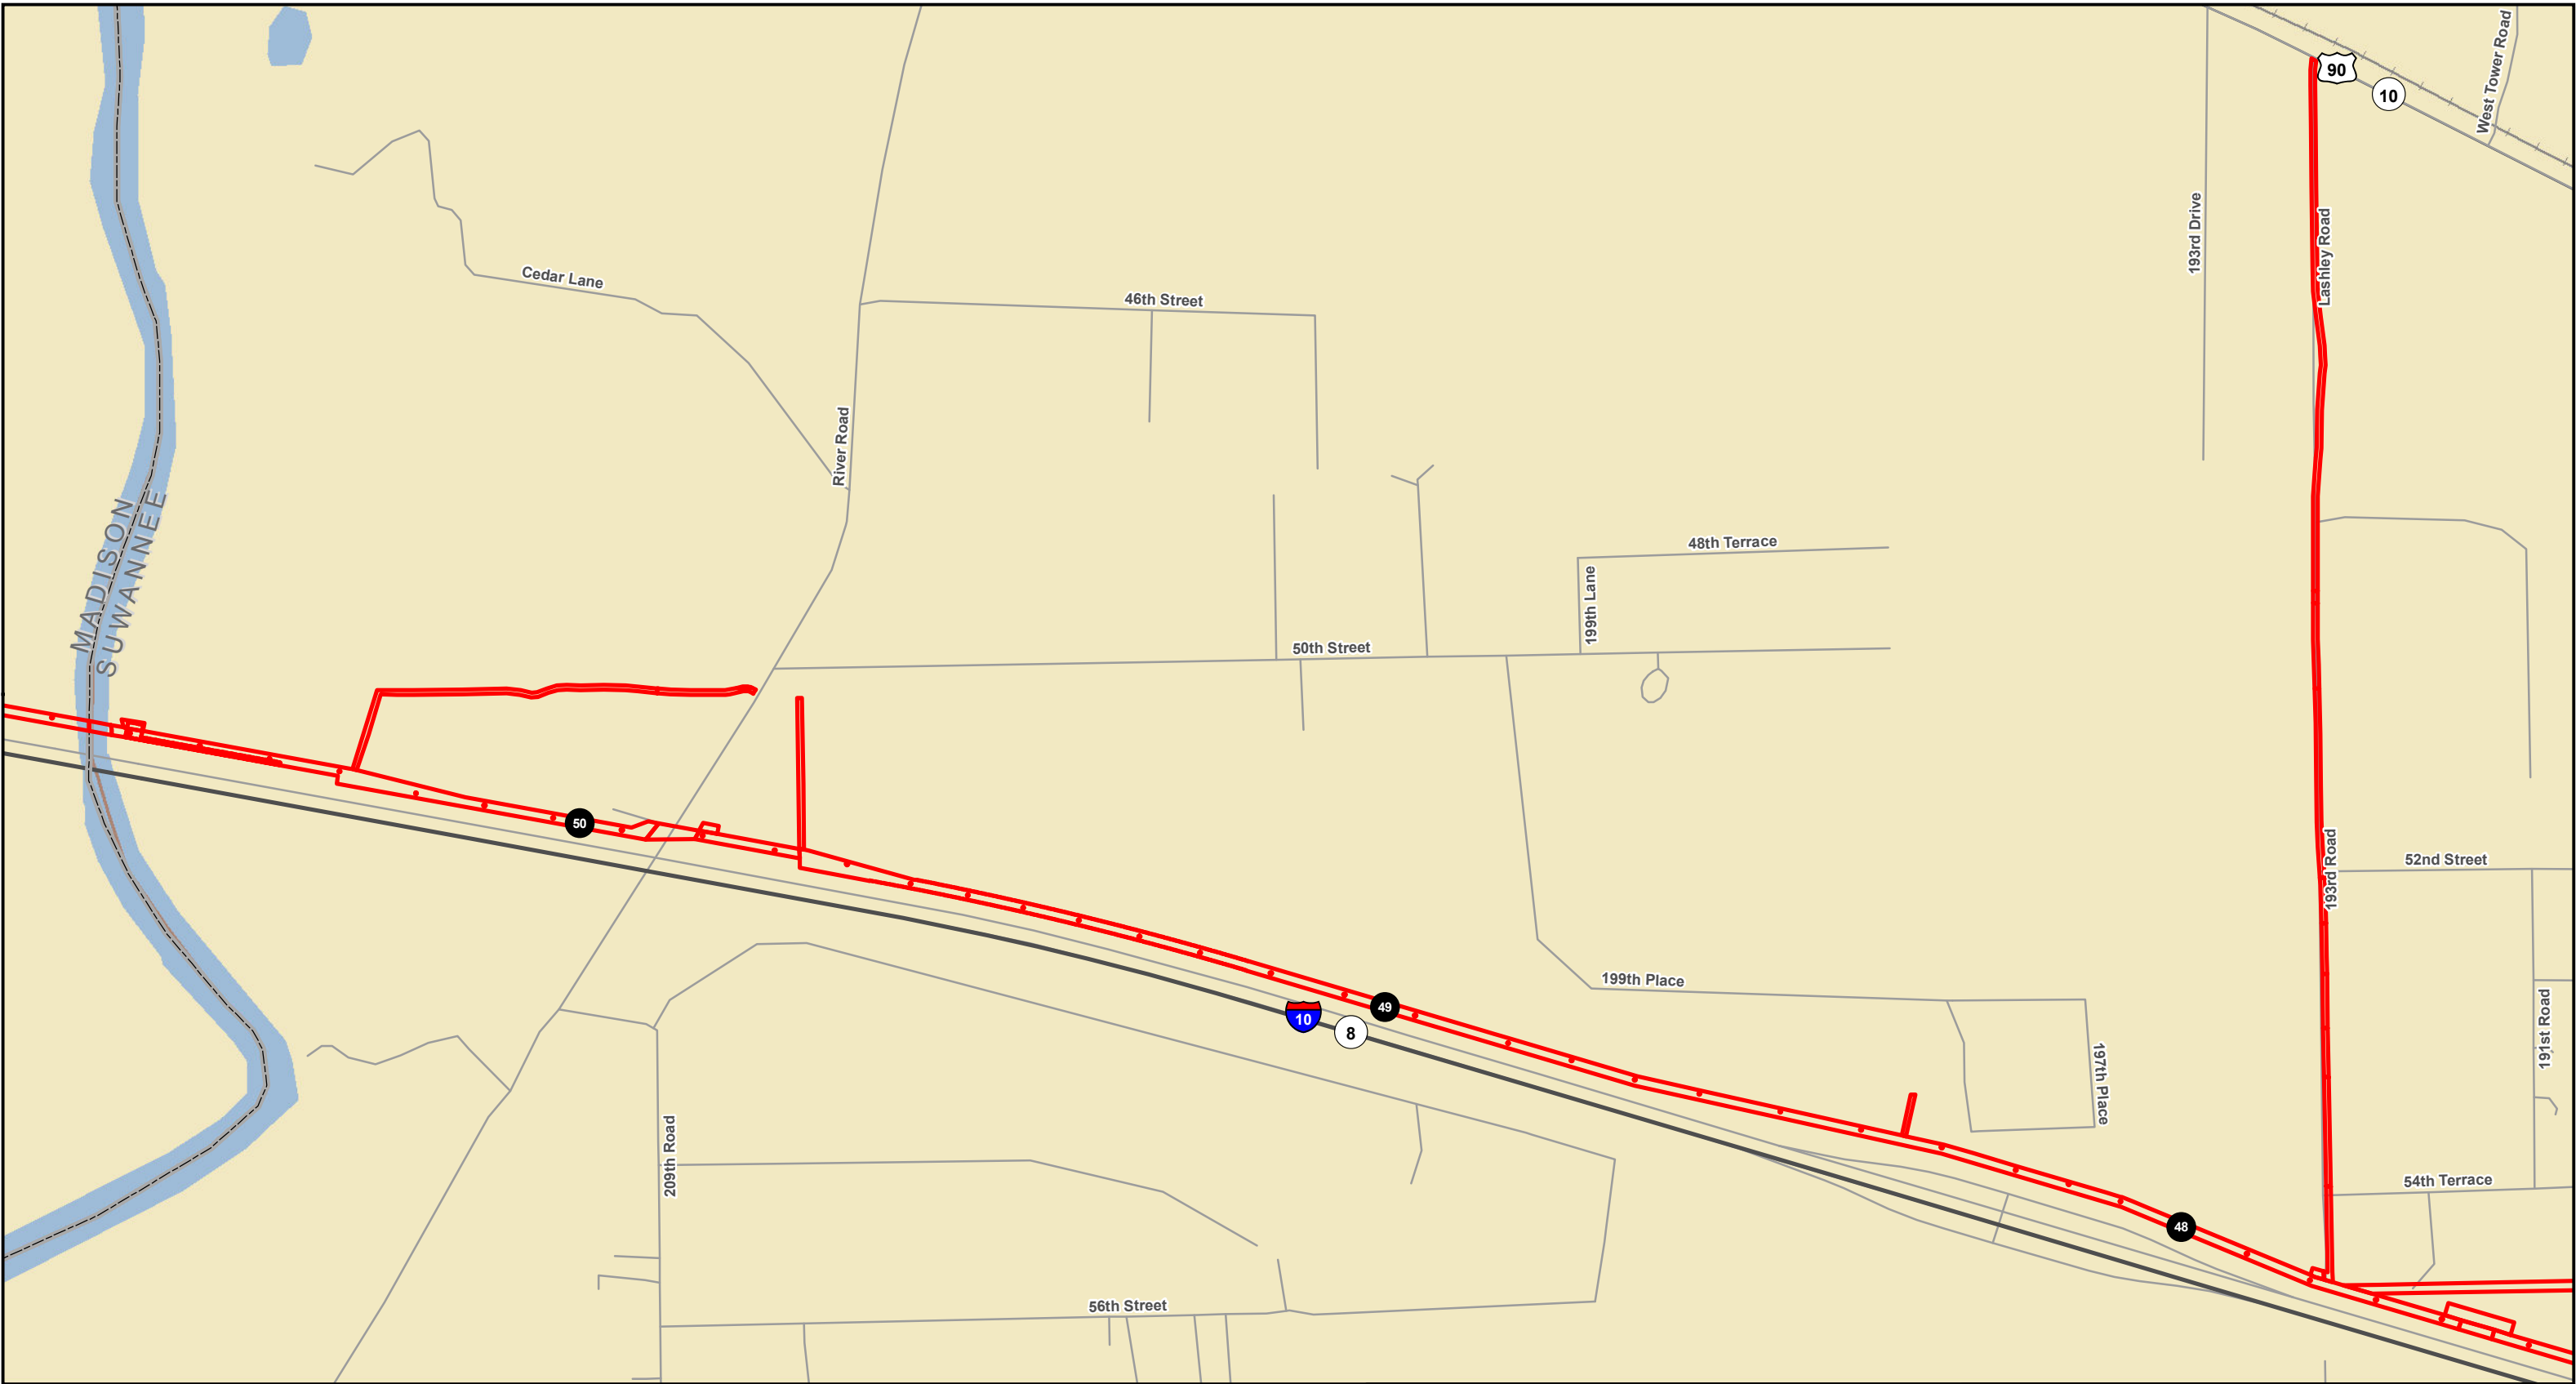 West Tower Road
90
10
193rd Drive
Lashley Road
Cedar Lane
46th Street
River Road
MADISON
SUWANNEE
48th Terrace
199th Lane
50th Street
50
193rd Road
52nd Street
199th Place
49
10
8
191st Road
197th Place
209th Road
54th Terrace
48
56th Street